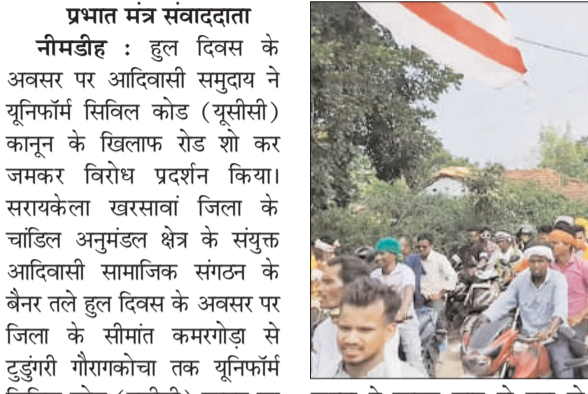 प्रभात मंत्र संवाददाता
नीमडीह : हुल दिवस के
अवसर पर आदिवासी समुदाय ने
यूनिफॉर्म सिविल कोड (यूसीसी)
कानून के खिलाफ रोड शो कर
जमकर विरोध प्रदर्शन किया।
सरायकेला खरसावां जिला के
चांडिल अनुमंडल क्षेत्र के संयुक्त
आदिवासी सामाजिक संगठन के
बैनर तले हुल दिवस के अवसर पर
जिला के सीमांत कमरगोड़ा से
टुडुंगरी गौरागकोचा तक यूनिफॉर्म